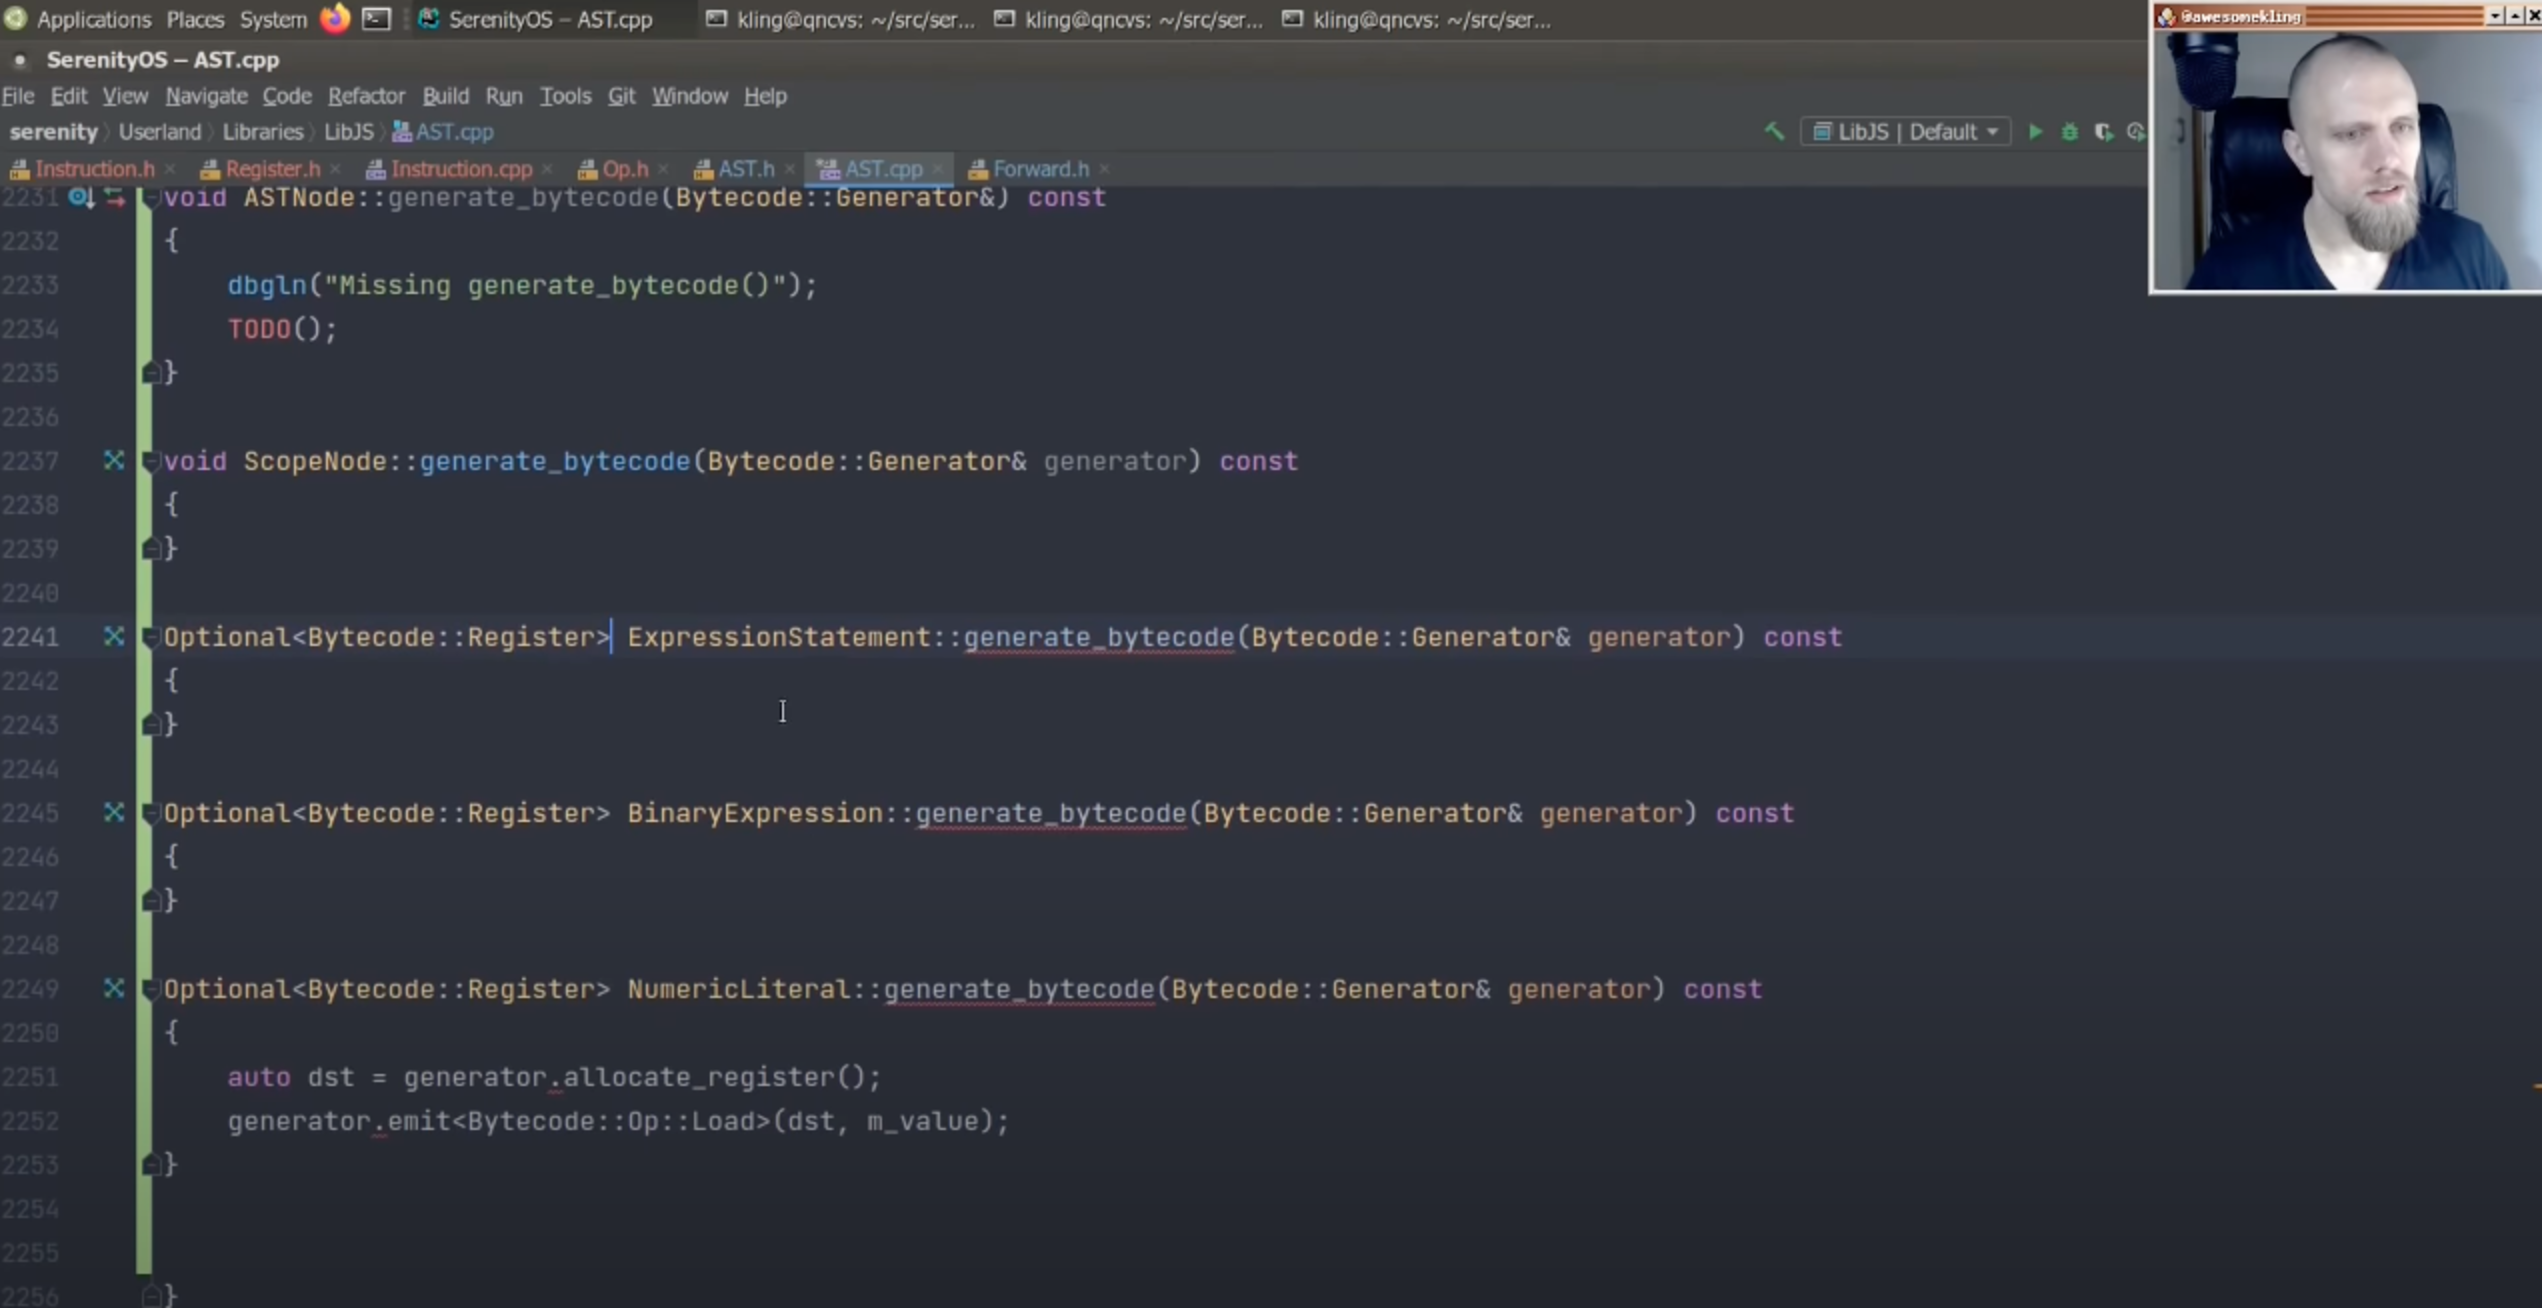 Applications Places System SerenityOS – AST.cpp kling@qncvs: ~/src/ser... kling@qncvs: ~/src/ser... kling@qncvs: ~/src/ser...
@awesomekling
SerenityOS – AST.cpp
File Edit View Navigate Code Refactor Build Run Tools Git Window Help
serenity Userland Libraries LibJS AST.cpp LibJS | Default
Instruction.h Register.h Instruction.cpp Op.h AST.h AST.cpp Forward.h
2231 void ASTNode::generate_bytecode(Bytecode::Generator&) const
2232 {
2233 dbgln("Missing generate_bytecode()");
2234 TODO();
2235 }
2236
2237 void ScopeNode::generate_bytecode(Bytecode::Generator& generator) const
2238 {
2239 }
2240
2241 Optional<Bytecode::Register> ExpressionStatement::generate_bytecode(Bytecode::Generator& generator) const
2242 {
2243 }
2244
2245 Optional<Bytecode::Register> BinaryExpression::generate_bytecode(Bytecode::Generator& generator) const
2246 {
2247 }
2248
2249 Optional<Bytecode::Register> NumericLiteral::generate_bytecode(Bytecode::Generator& generator) const
2250 {
2251 auto dst = generator.allocate_register();
2252 generator.emit<Bytecode::Op::Load>(dst, m_value);
2253 }
2254
2255
2256 }